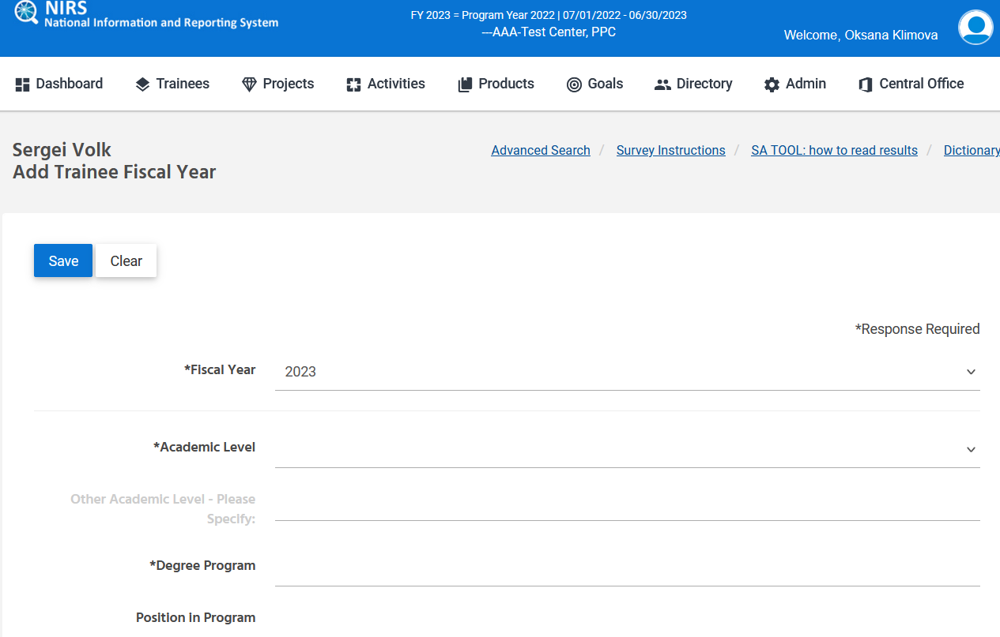 NIRS
National Information and Reporting System
FY 2023 = Program Year 2022 | 07/01/2022 - 06/30/2023
---AAA-Test Center, PPC
Welcome, Oksana Klimova
Dashboard Trainees Projects Activities Products Goals Directory Admin Central Office
Sergei Volk
Add Trainee Fiscal Year
Advanced Search / Survey Instructions / SA TOOL: how to read results / Dictionary
Save Clear
*Response Required
*Fiscal Year 2023
*Academic Level
Other Academic Level - Please
Specify:
*Degree Program
Position in Program